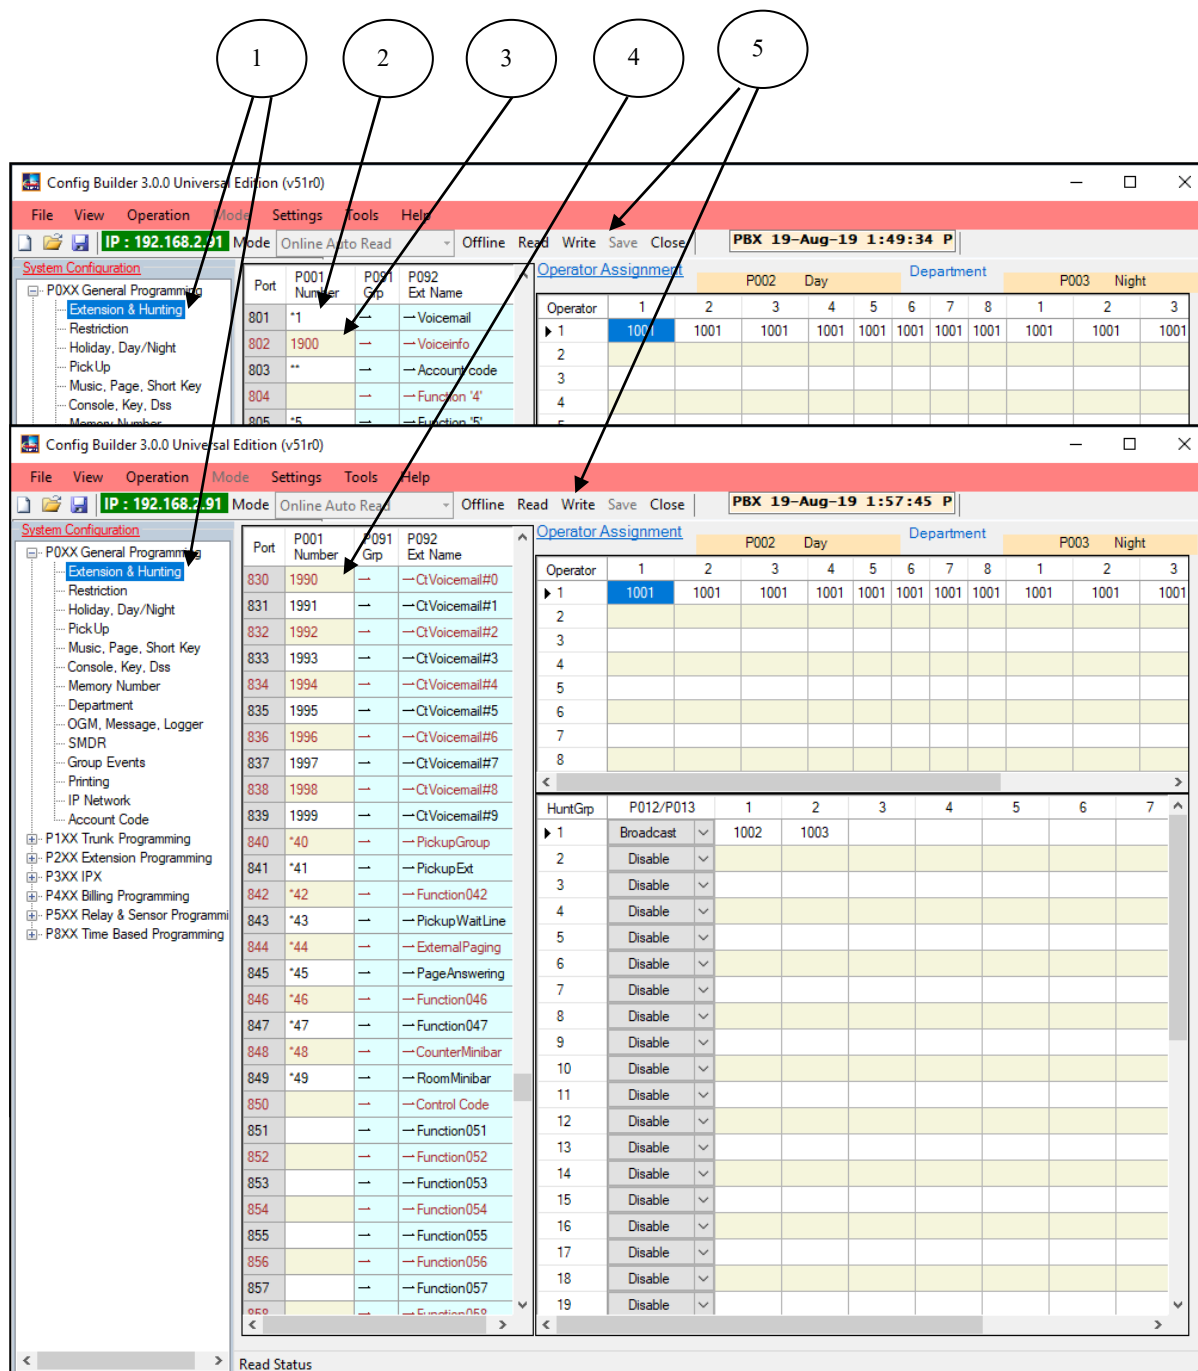 1 2 3 4 5
Config Builder 3.0.0 Universal Edition (v51r0)
File View Operation Mode Settings Tools Help
IP : 192.168.2.91 Mode Online Auto Read Offline Read Write Save Close PBX 19-Aug-19 1:49:34 P
System Configuration
P0XX General Programming
Extension & Hunting
Restriction
Holiday, Day/Night
PickUp
Music, Page, Short Key
Console, Key, Dss
Memory Number
Port P001 Number P091 Grp P092 Ext Name
801 *1 Voicemail
802 1900 Voiceinfo
803 ** Account code
804 Function '4'
805 *5 Function '5'
Operator Assignment Department
P002 Day P003 Night
Operator 1 2 3 4 5 6 7 8 1 2 3
1 1001 1001 1001 1001 1001 1001 1001 1001 1001 1001 1001
2
3
4
Config Builder 3.0.0 Universal Edition (v51r0)
File View Operation Mode Settings Tools Help
IP : 192.168.2.91 Mode Online Auto Read Offline Read Write Save Close PBX 19-Aug-19 1:57:45 P
System Configuration
P0XX General Programming
Extension & Hunting
Restriction
Holiday, Day/Night
PickUp
Music, Page, Short Key
Console, Key, Dss
Memory Number
Department
OGM, Message, Logger
SMDR
Group Events
Printing
IP Network
Account Code
P1XX Trunk Programming
P2XX Extension Programming
P3XX IPX
P4XX Billing Programming
P5XX Relay & Sensor Programmi
P8XX Time Based Programming
Port P001 Number P091 Grp P092 Ext Name
830 1990 CtVoicemail#0
831 1991 CtVoicemail#1
832 1992 CtVoicemail#2
833 1993 CtVoicemail#3
834 1994 CtVoicemail#4
835 1995 CtVoicemail#5
836 1996 CtVoicemail#6
837 1997 CtVoicemail#7
838 1998 CtVoicemail#8
839 1999 CtVoicemail#9
840 *40 PickupGroup
841 *41 PickupExt
842 *42 Function042
843 *43 PickupWaitLine
844 *44 ExternalPaging
845 *45 PageAnswering
846 *46 Function046
847 *47 Function047
848 *48 CounterMinibar
849 *49 RoomMinibar
850 Control Code
851 Function051
852 Function052
853 Function053
854 Function054
855 Function055
856 Function056
857 Function057
858 Function058
Operator Assignment Department
P002 Day P003 Night
Operator 1 2 3 4 5 6 7 8 1 2 3
1 1001 1001 1001 1001 1001 1001 1001 1001 1001 1001 1001
2
3
4
5
6
7
8
HuntGrp P012/P013 1 2 3 4 5 6 7
1 Broadcast 1002 1003
2 Disable
3 Disable
4 Disable
5 Disable
6 Disable
7 Disable
8 Disable
9 Disable
10 Disable
11 Disable
12 Disable
13 Disable
14 Disable
15 Disable
16 Disable
17 Disable
18 Disable
19 Disable
Read Status